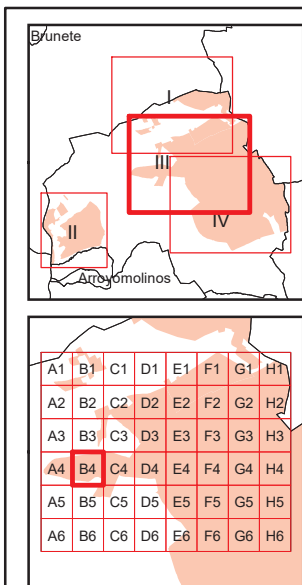 Brunete
I
III
II
IV
Arroyomolinos
A1 B1 C1 D1 E1 F1 G1 H1
A2 B2 C2 D2 E2 F2 G2 H2
A3 B3 C3 D3 E3 F3 G3 H3
A4 B4 C4 D4 E4 F4 G4 H4
A5 B5 C5 D5 E5 F5 G5 H5
A6 B6 C6 D6 E6 F6 G6 H6